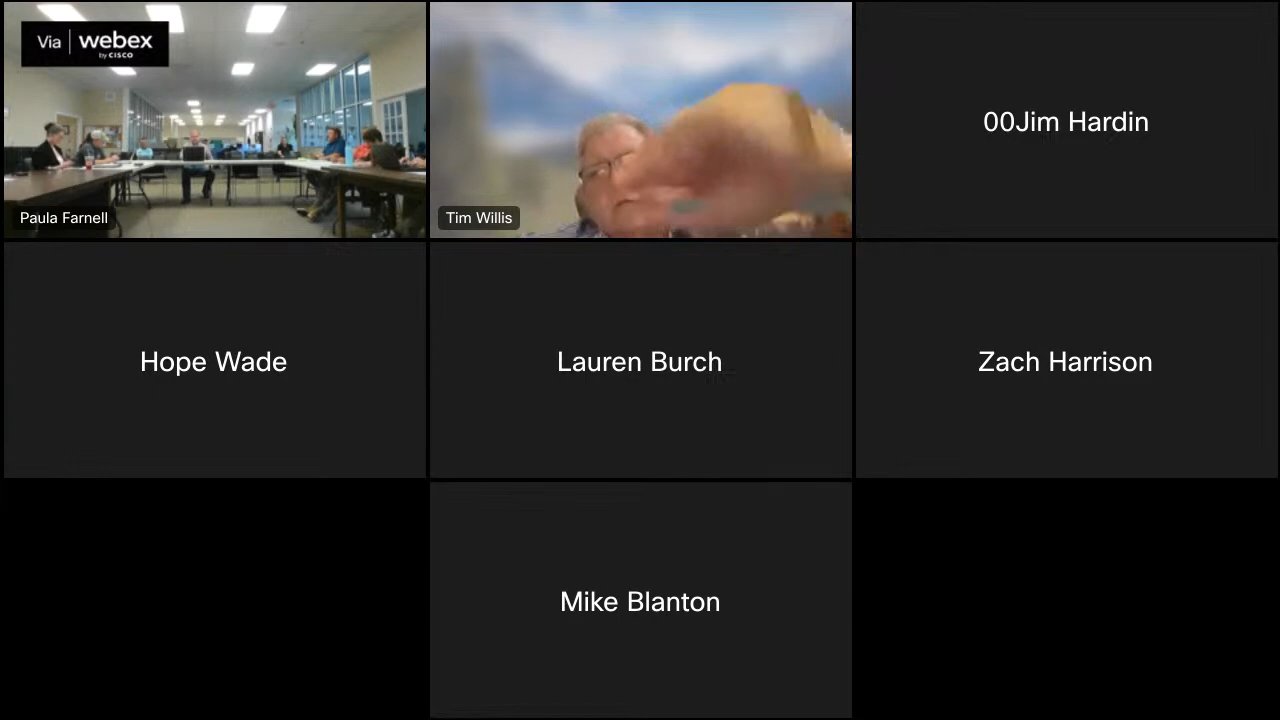 Via webex
by CISCO
Paula Farnell
Tim Willis
00Jim Hardin
Hope Wade
Lauren Burch
Zach Harrison
Mike Blanton